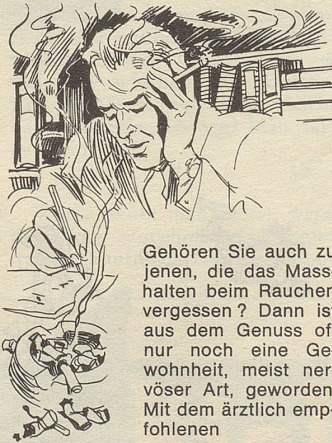 Gehören Sie auch zu
jenen, die das Mass-
halten beim Rauchen
vergessen? Dann ist
aus dem Genuss oft
nur noch eine Ge-
wohnheit, meist ner-
vöser Art, geworden.
Mit dem ärztlich emp-
fohlenen